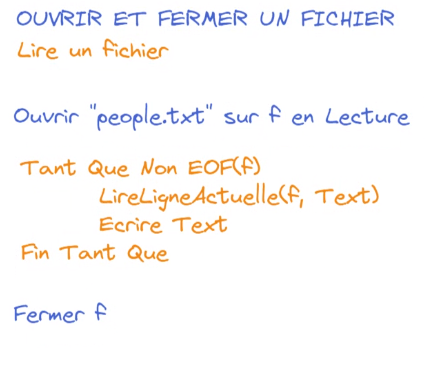 OUVRIR ET FERMER UN FICHIER
Lire un fichier
Ouvrir "people.txt" sur f en Lecture
Tant Que Non EOF(f)
LireLigneActuelle(f, Text)
Ecrire Text
Fin Tant Que
Fermer f